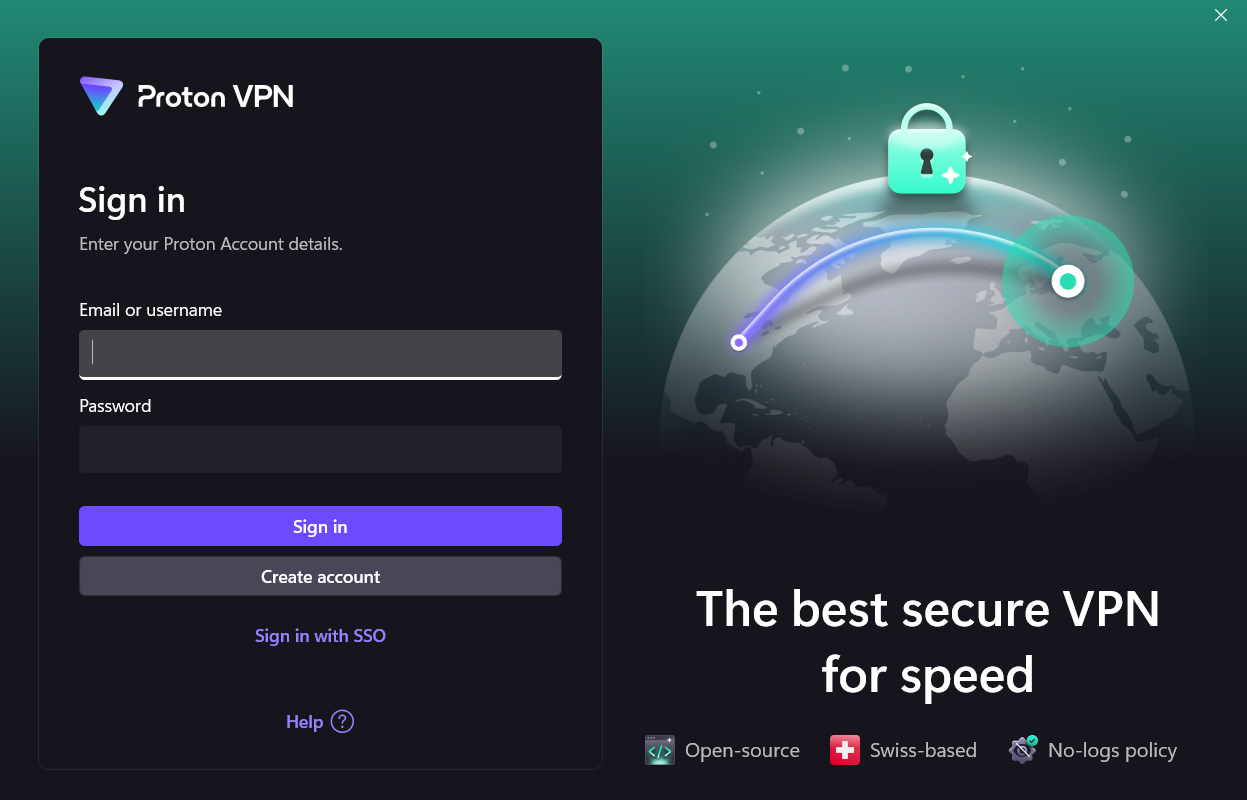 Proton VPN
Sign in
Enter your Proton Account details.
Email or username
Password
Sign in
Create account
Sign in with SSO
Help ?
The best secure VPN
for speed
</> Open-source
Swiss-based
No-logs policy